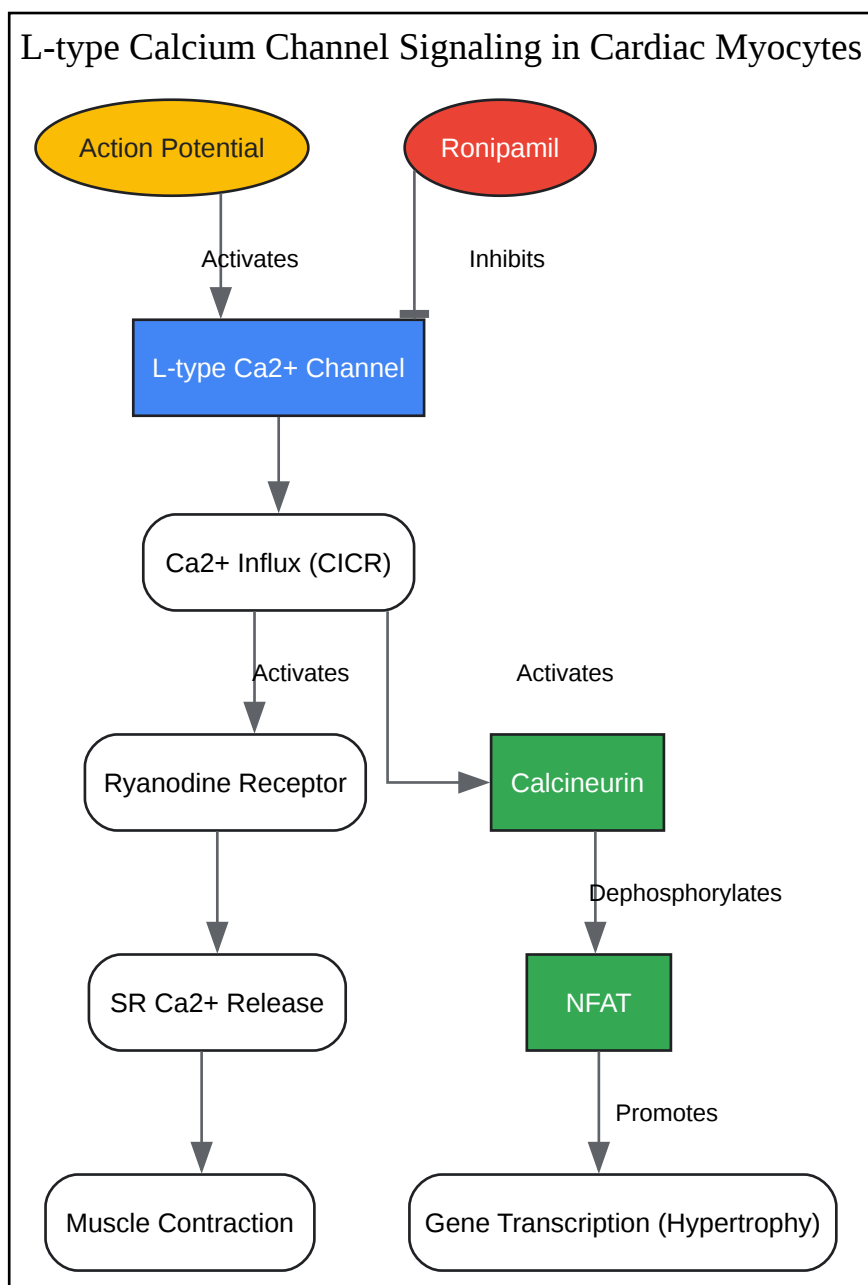 L-type Calcium Channel Signaling in Cardiac Myocytes
Action Potential
Ronipamil
Activates
Inhibits
L-type Ca2+ Channel
Ca2+ Influx (CICR)
Activates
Activates
Ryanodine Receptor
Calcineurin
Dephosphorylates
SR Ca2+ Release
NFAT
Promotes
Muscle Contraction
Gene Transcription (Hypertrophy)